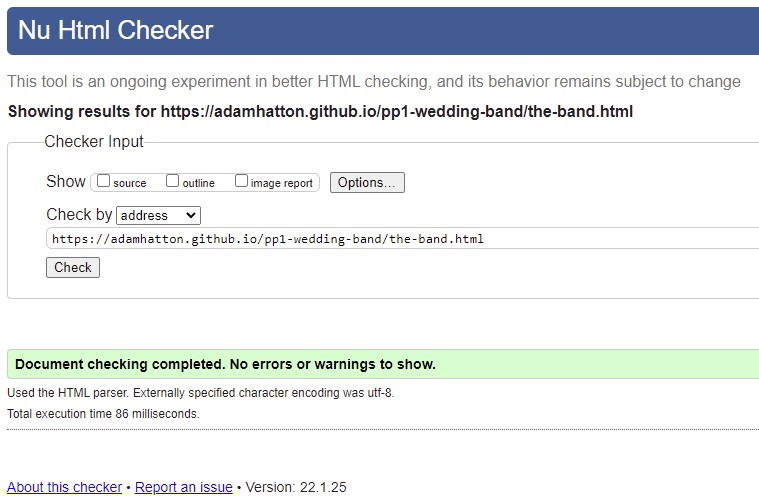 Nu Html Checker
This tool is an ongoing experiment in better HTML checking, and its behavior remains subject to change
Showing results for https://adamhatton.github.io/pp1-wedding-band/the-band.html
Checker Input
Show source outline image report Options...
Check by address
https://adamhatton.github.io/pp1-wedding-band/the-band.html
Check
Document checking completed. No errors or warnings to show.
Used the HTML parser. Externally specified character encoding was utf-8.
Total execution time 86 milliseconds.
About this checker • Report an issue • Version: 22.1.25